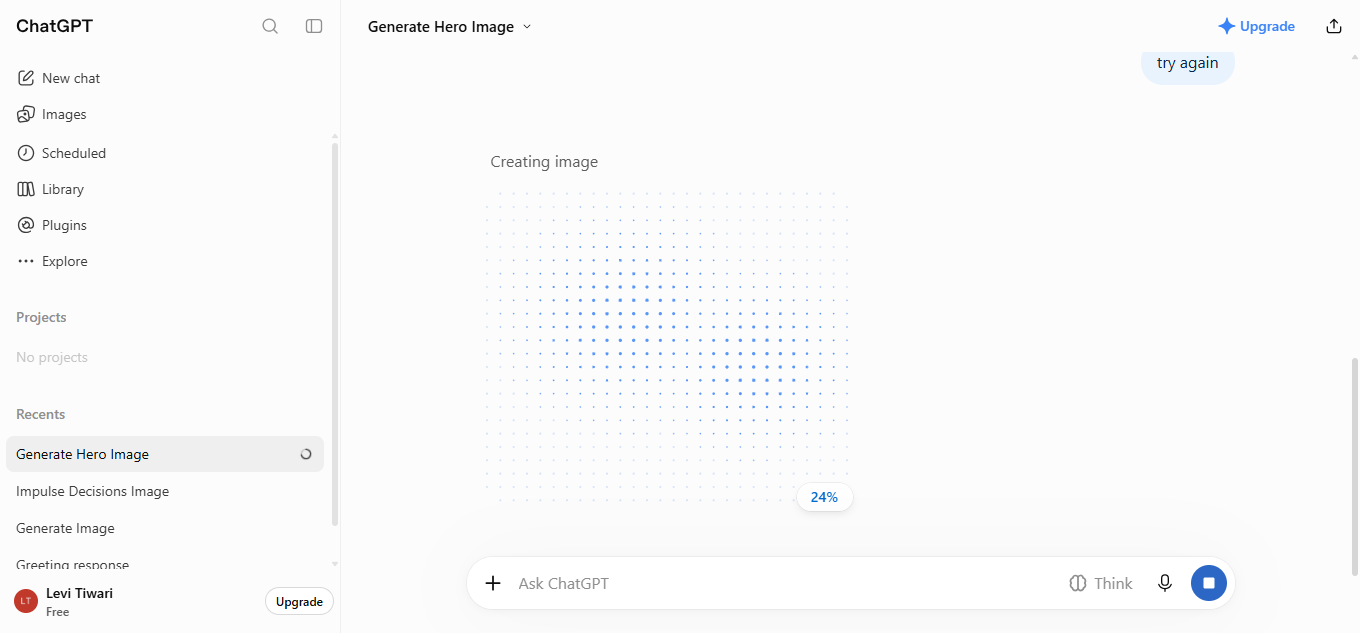 ChatGPT
New chat
Images
Scheduled
Library
Plugins
Explore
Projects
No projects
Recents
Generate Hero Image
Impulse Decisions Image
Generate Image
Greeting response
LT
Levi Tiwari
Free
Upgrade
Generate Hero Image
Upgrade
try again
Creating image
24%
Ask ChatGPT
Think